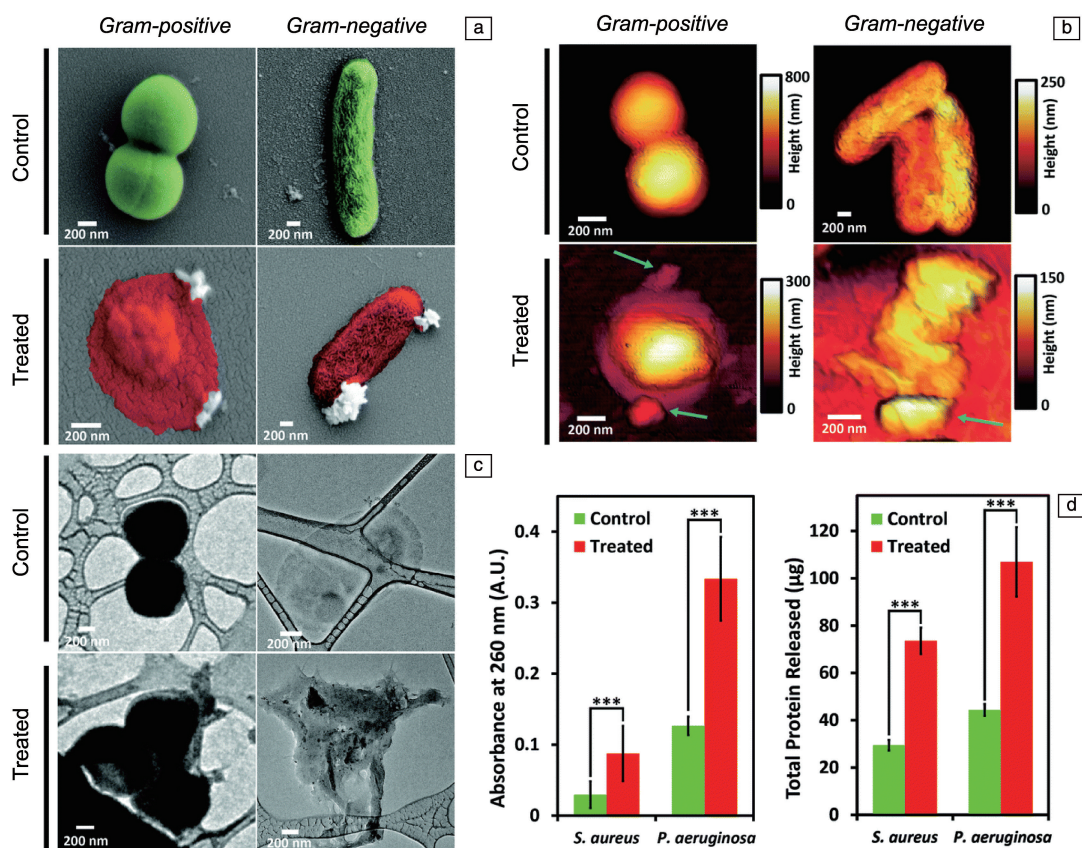 Gram-positive Gram-negative a
Control
200 nm 200 nm
Treated
200 nm 200 nm
Gram-positive Gram-negative b
Control
800
Height (nm)
0
250
Height (nm)
0
200 nm 200 nm
Treated
300
Height (nm)
0
150
Height (nm)
0
200 nm 200 nm
c
Control
200 nm 200 nm
Treated
200 nm 200 nm
d
Absorbance at 260 nm (A.U.)
0.4
0.3
0.2
0.1
0
Control
Treated
***
***
S. aureus P. aeruginosa
Total Protein Released (µg)
120
100
80
60
40
20
0
Control
Treated
***
***
S. aureus P. aeruginosa